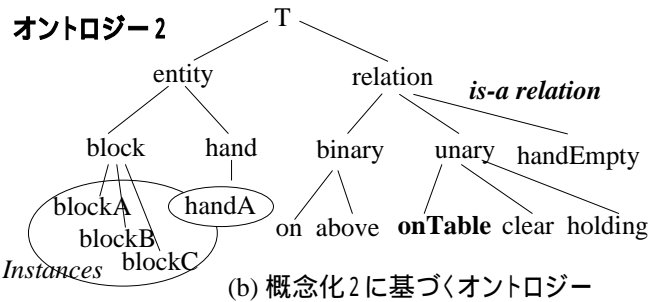 オントロジー2
T
entity relation
is-a relation
block hand binary unary handEmpty
blockA handA
on above onTable clear holding
blockB
blockC
Instances
(b) 概念化2に基づくオントロジー